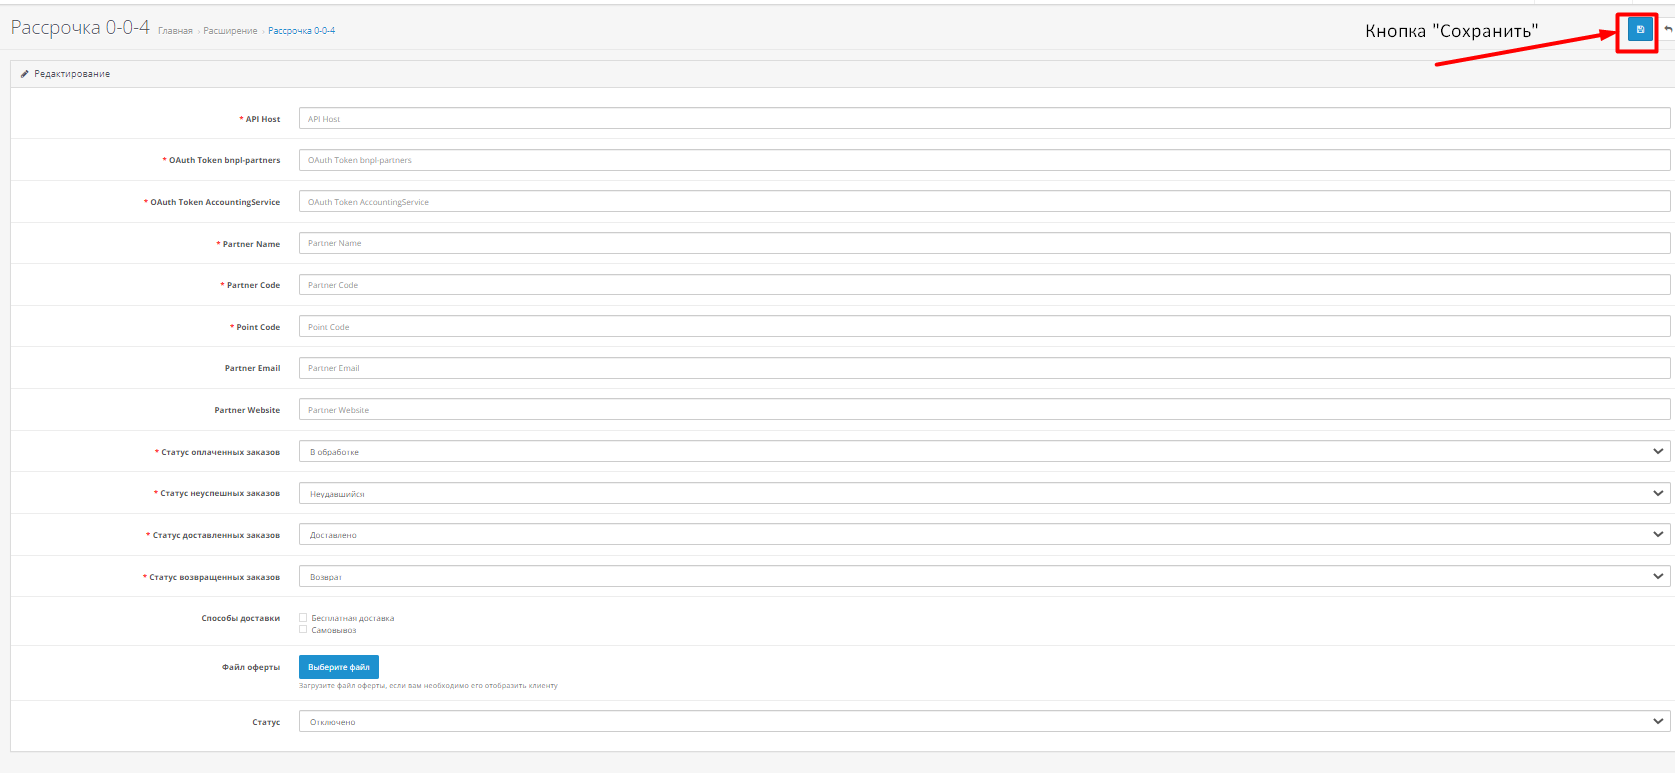 Рассрочка 0-0-4 Главная › Расширение › Рассрочка 0-0-4
Кнопка "Сохранить"
Редактирование
* API Host API Host
* OAuth Token bnpl-partners OAuth Token bnpl-partners
* OAuth Token AccountingService OAuth Token AccountingService
* Partner Name Partner Name
* Partner Code Partner Code
* Point Code Point Code
Partner Email Partner Email
Partner Website Partner Website
* Статус оплаченных заказов В обработке
* Статус неуспешных заказов Неудавшийся
* Статус доставленных заказов Доставлено
* Статус возвращенных заказов Возврат
Способы доставки Бесплатная доставка
Самовывоз
Файл оферты Выберите файл
Загрузите файл оферты, если вам необходимо его отобразить клиенту
Статус Отключено